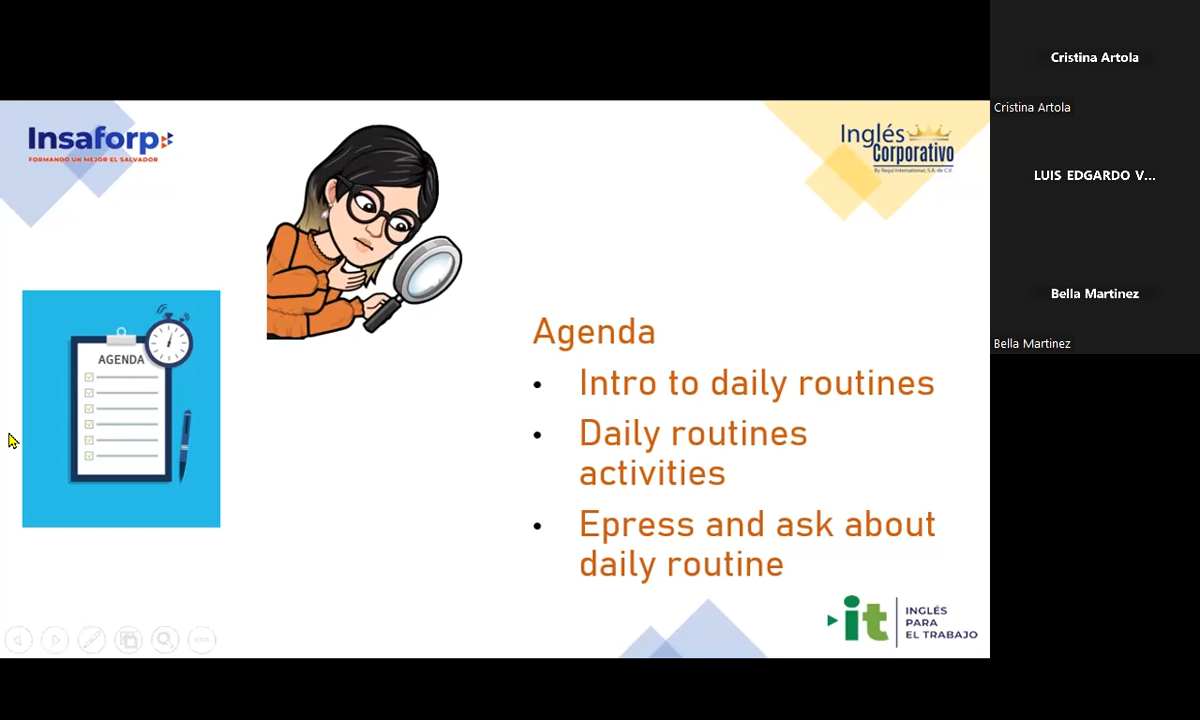 Insaforp
FORMANDO UN MEJOR EL SALVADOR
Inglés
Corporativo
By Regal International, S.A. de C.V.
AGENDA
Agenda
• Intro to daily routines
• Daily routines
activities
• Epress and ask about
daily routine
it
INGLÉS
PARA
EL TRABAJO
Cristina Artola
Cristina Artola
LUIS EDGARDO V...
Bella Martinez
Bella Martinez